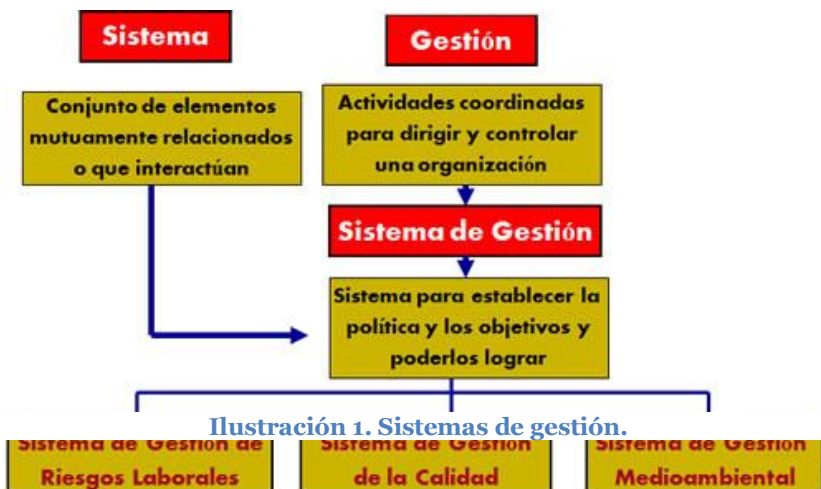 Sistema
Gestión
Conjunto de elementos
mutuamente relacionados
o que interactúan
Actividades coordinadas
para dirigir y controlar
una organización
Sistema de Gestión
Sistema para establecer la
política y los objetivos y
poderlos lograr
Ilustración 1. Sistemas de gestión.
Sistema de Gestión de
Riesgos Laborales
Sistema de Gestión
de la Calidad
Sistema de Gestión
Medioambiental